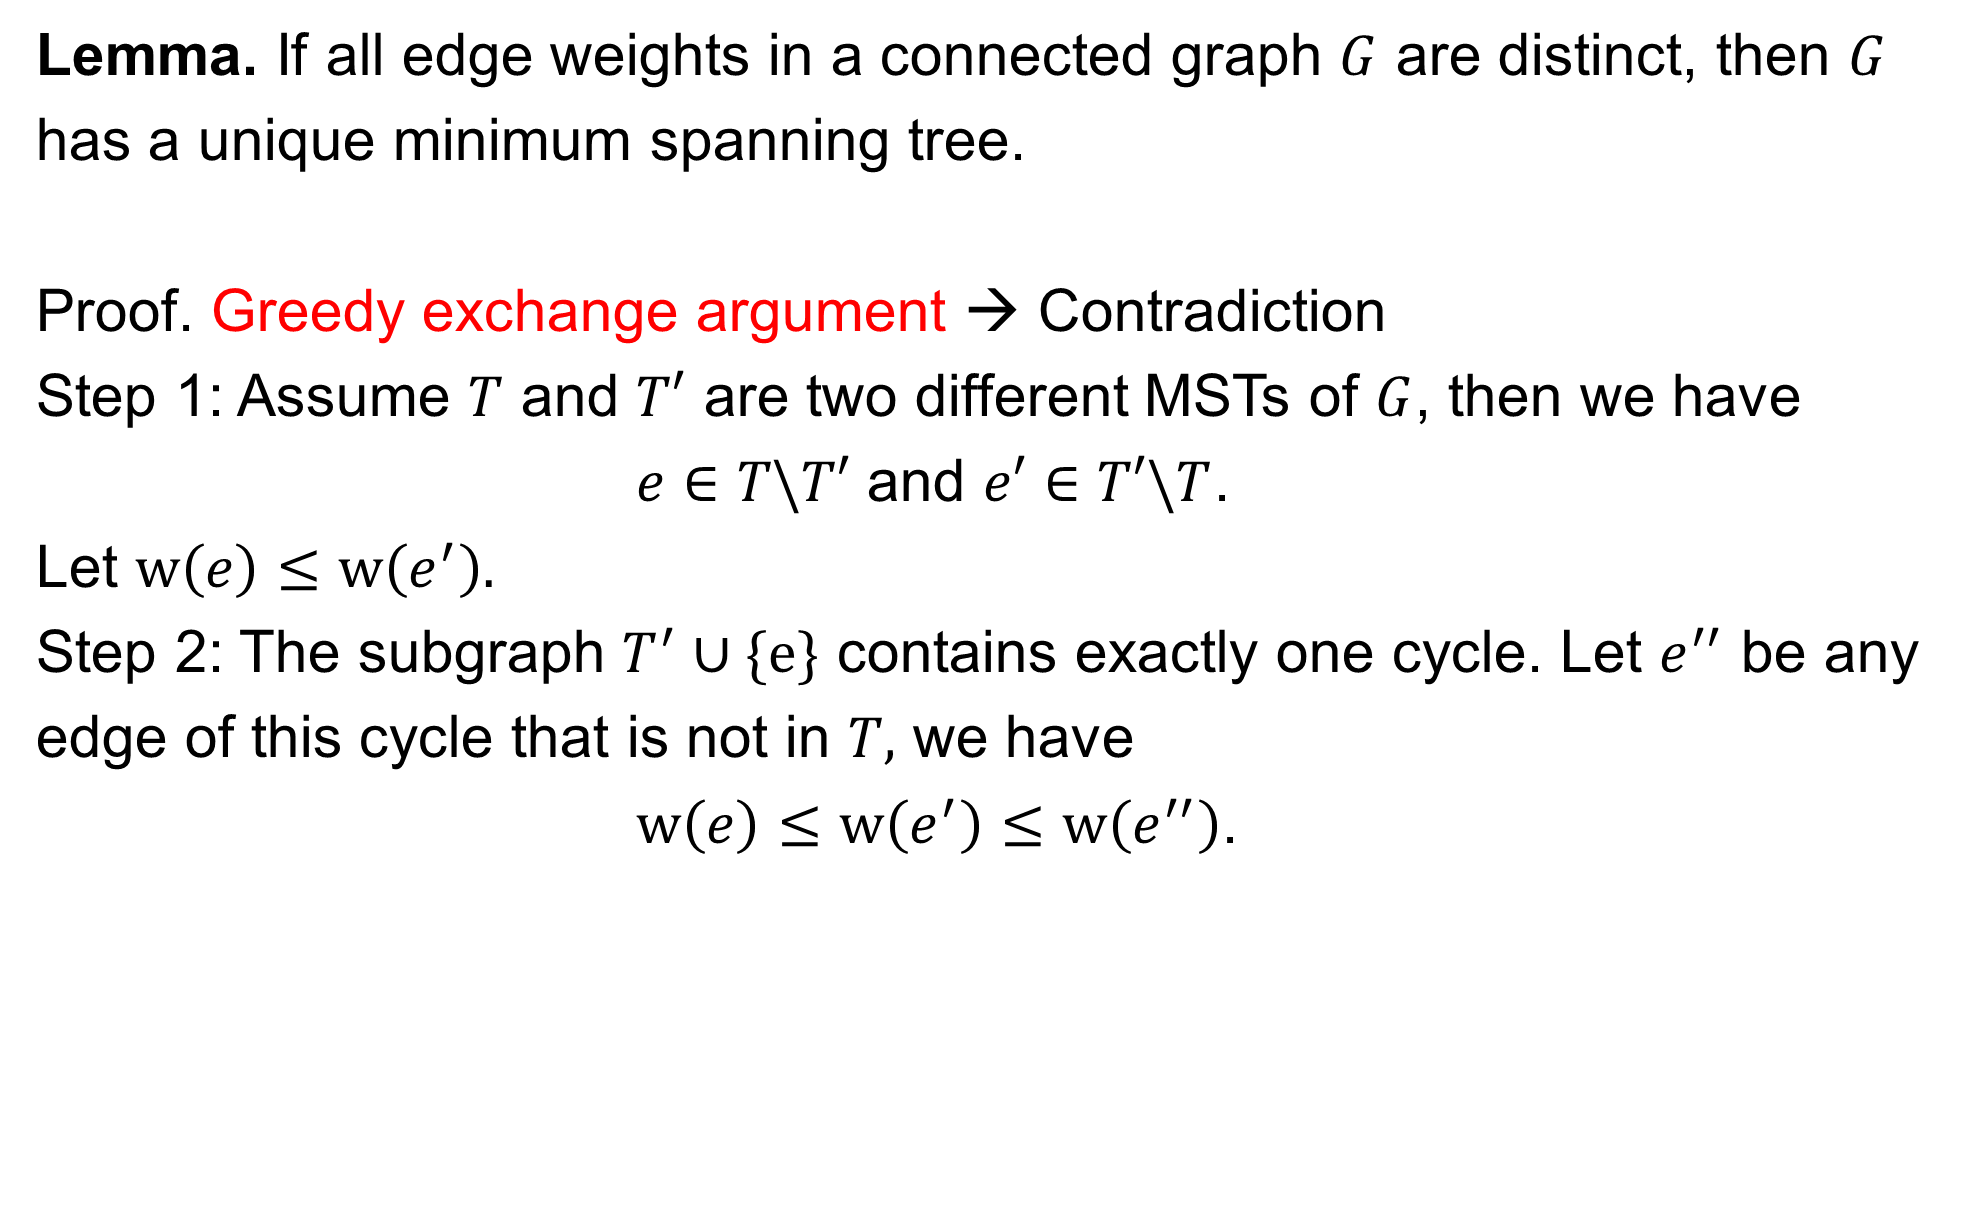 Lemma. If all edge weights in a connected graph 𝐺 are distinct, then 𝐺
has a unique minimum spanning tree.
Proof. Greedy exchange argument → Contradiction
Step 1: Assume 𝑇 and 𝑇′ are two different MSTs of 𝐺, then we have
𝑒 ∈ 𝑇\𝑇′ and 𝑒′ ∈ 𝑇′\𝑇.
Let w(𝑒) ≤ w(𝑒′).
Step 2: The subgraph 𝑇′ ∪ {e} contains exactly one cycle. Let 𝑒′′ be any
edge of this cycle that is not in 𝑇, we have
w(𝑒) ≤ w(𝑒′) ≤ w(𝑒′′).